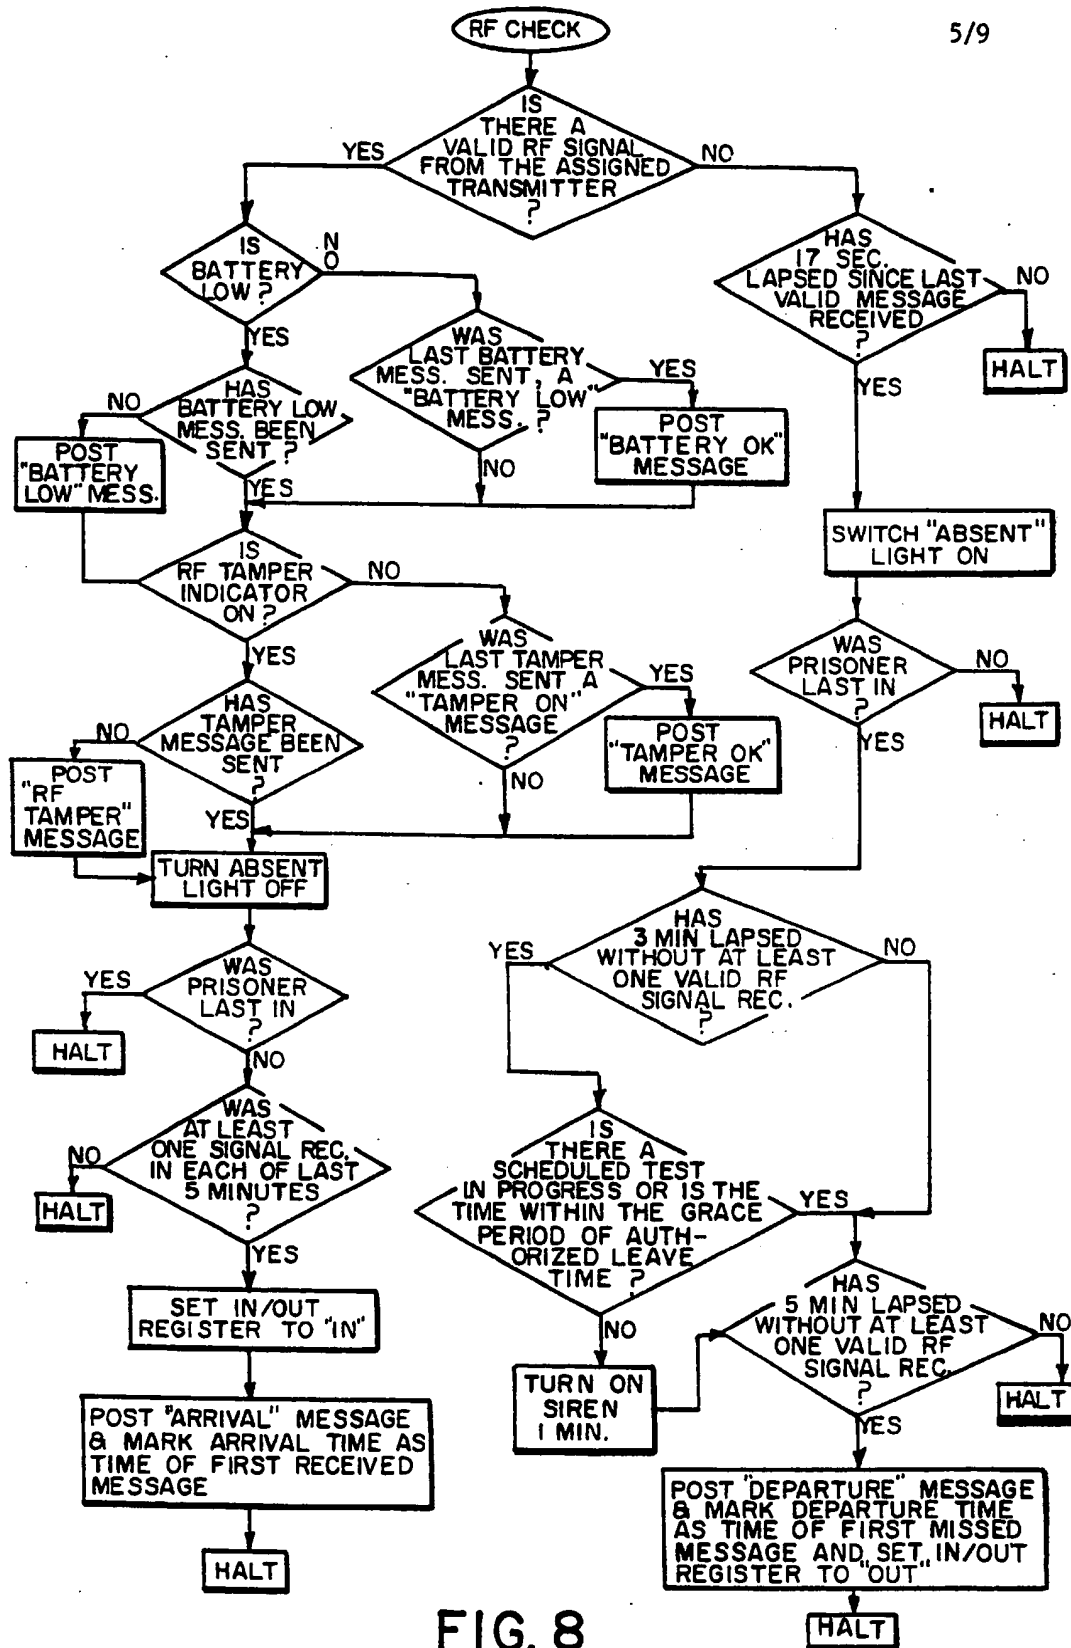 RF CHECK
5/9
IS
THERE A
VALID RF SIGNAL
FROM THE ASSIGNED
TRANSMITTER
?
YES
NO
IS
BATTERY
LOW ?
N
O
YES
HAS
17 SEC.
LAPSED SINCE LAST
VALID MESSAGE
RECEIVED
?
NO
HALT
YES
WAS
LAST BATTERY
MESS. SENT, A
"BATTERY LOW"
MESS. ?
YES
NO
POST
"BATTERY OK"
MESSAGE
HAS
BATTERY LOW
MESS. BEEN
SENT ?
NO
YES
POST
"BATTERY
LOW" MESS.
SWITCH "ABSENT"
LIGHT ON
IS
RF TAMPER
INDICATOR
ON ?
NO
YES
WAS
LAST TAMPER
MESS. SENT A
"TAMPER ON"
MESSAGE
?
YES
NO
POST
"TAMPER OK"
MESSAGE
WAS
PRISONER
LAST IN
?
NO
HALT
YES
HAS
TAMPER
MESSAGE BEEN
SENT
?
NO
YES
POST
"RF
TAMPER"
MESSAGE
TURN ABSENT
LIGHT OFF
WAS
PRISONER
LAST IN
?
YES
HALT
NO
HAS
3 MIN LAPSED
WITHOUT AT LEAST
ONE VALID RF
SIGNAL REC.
?
YES
NO
WAS
AT LEAST
ONE SIGNAL REC.
IN EACH OF LAST
5 MINUTES
?
NO
HALT
YES
IS
THERE A
SCHEDULED TEST
IN PROGRESS OR IS THE
TIME WITHIN THE GRACE
PERIOD OF AUTH-
ORIZED LEAVE
TIME ?
YES
NO
SET IN/OUT
REGISTER TO "IN"
TURN ON
SIREN
1 MIN.
HAS
5 MIN LAPSED
WITHOUT AT LEAST
ONE VALID RF
SIGNAL REC.
?
NO
HALT
YES
POST "ARRIVAL" MESSAGE
& MARK ARRIVAL TIME AS
TIME OF FIRST RECEIVED
MESSAGE
HALT
POST "DEPARTURE" MESSAGE
& MARK DEPARTURE TIME
AS TIME OF FIRST MISSED
MESSAGE AND SET IN/OUT
REGISTER TO "OUT"
HALT
FIG. 8